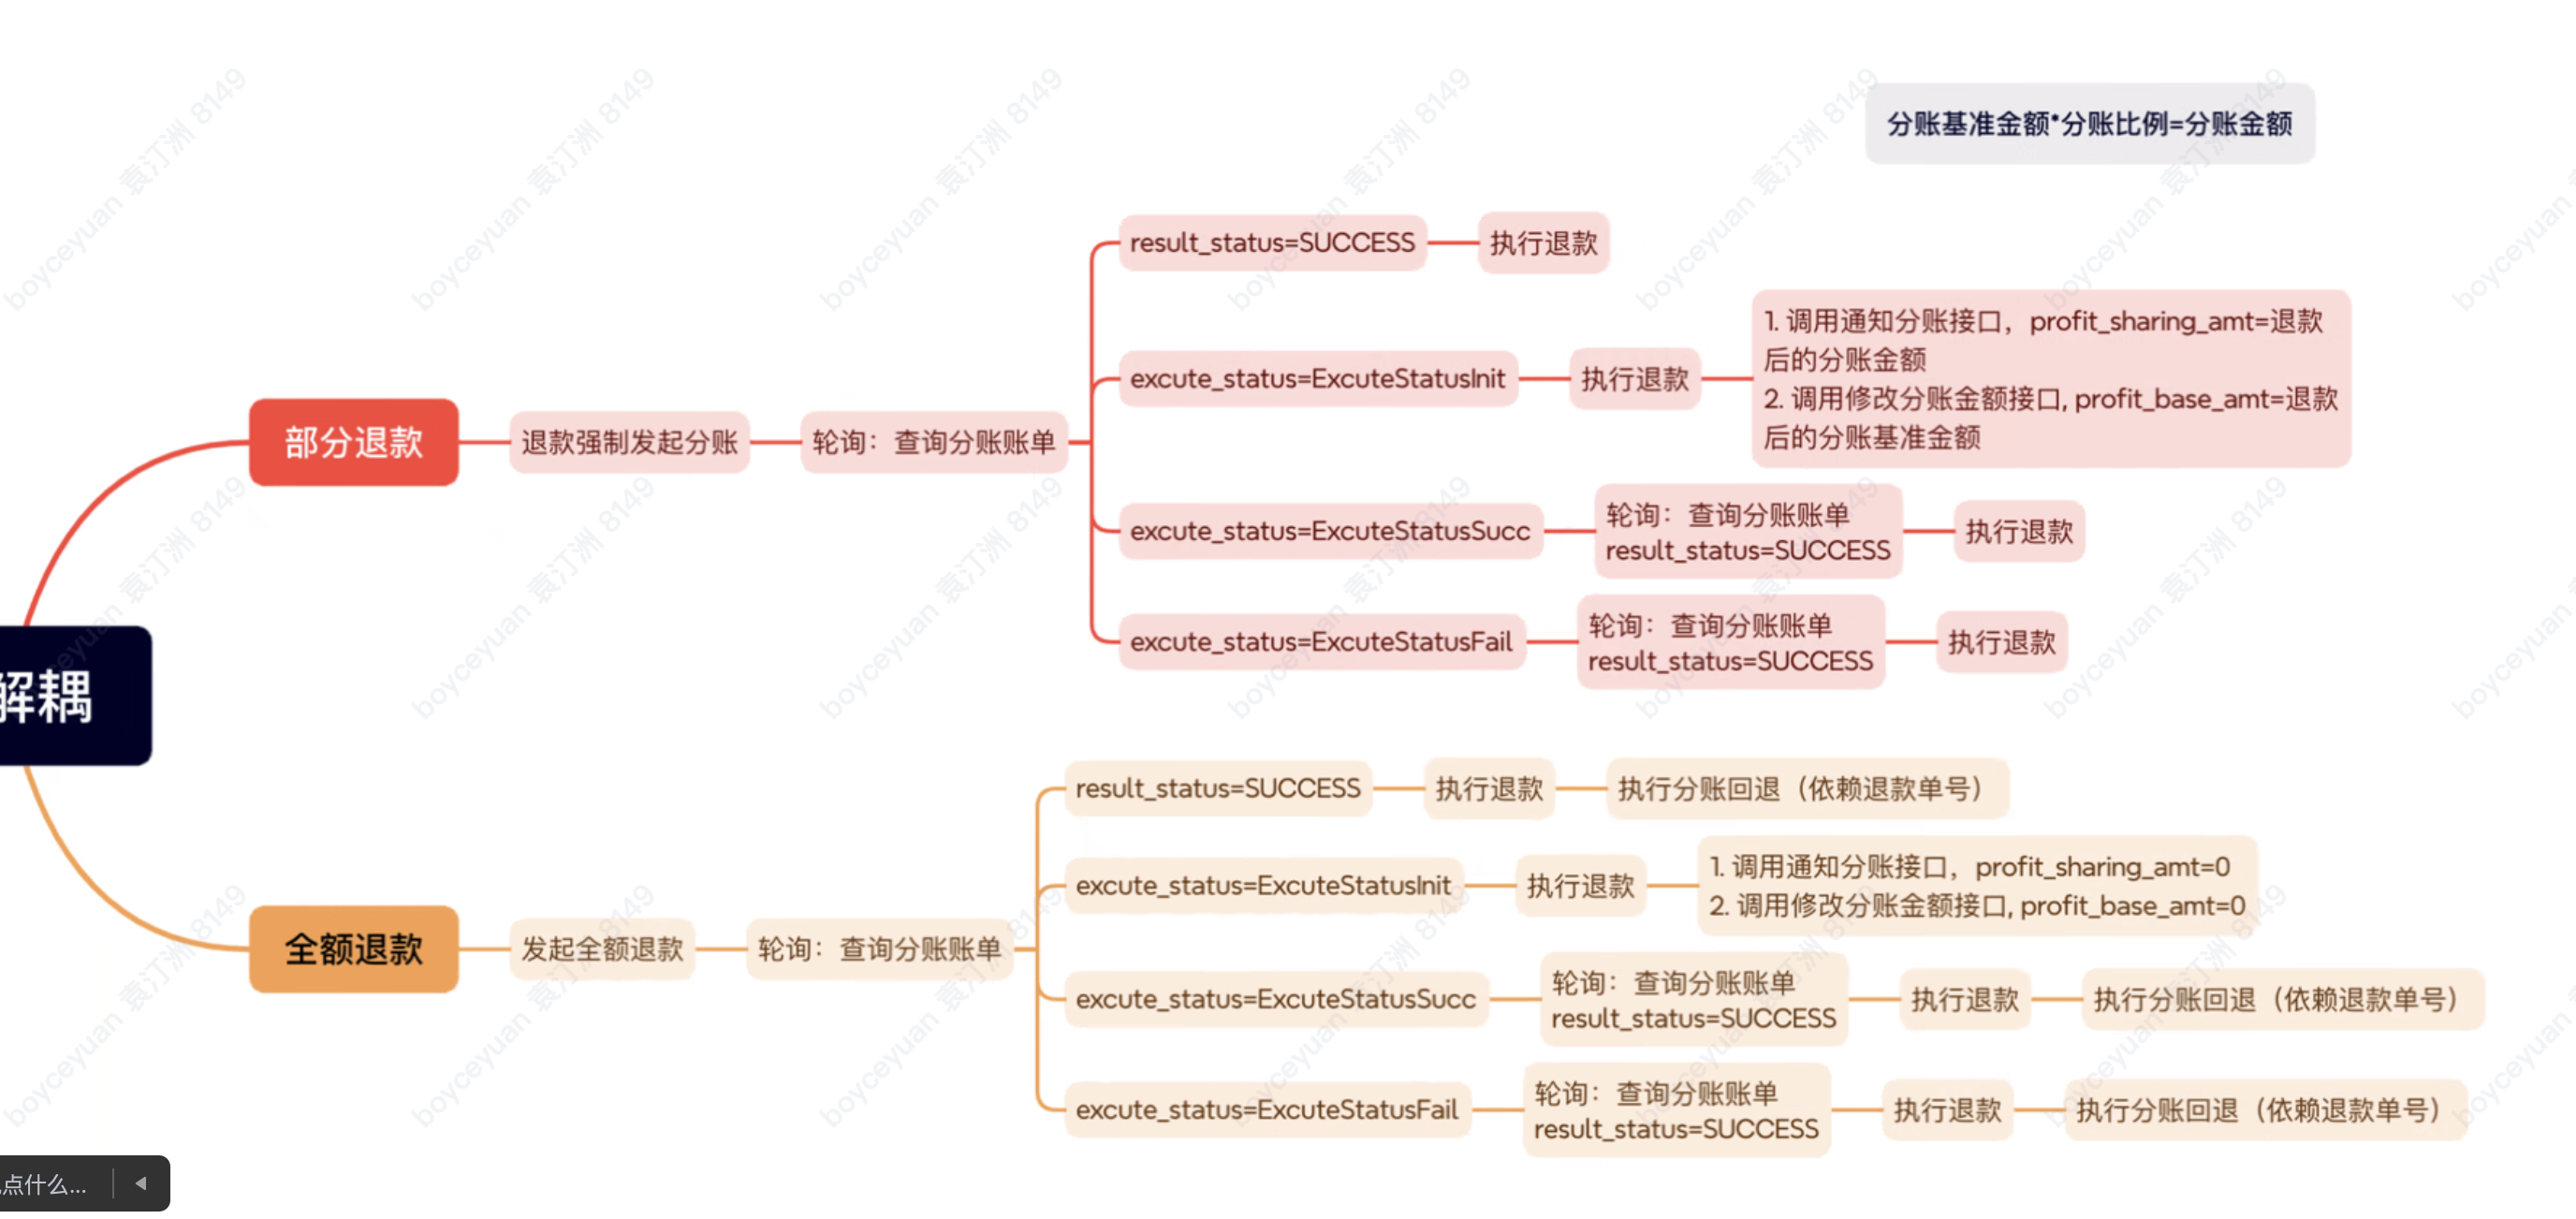 分账基准金额*分账比例=分账金额
result_status=SUCCESS
执行退款
excute_status=ExcuteStatusInit
执行退款
1. 调用通知分账接口，profit_sharing_amt=退款
后的分账金额
2. 调用修改分账金额接口, profit_base_amt=退款
后的分账基准金额
部分退款
退款强制发起分账
轮询：查询分账账单
excute_status=ExcuteStatusSucc
轮询：查询分账账单
result_status=SUCCESS
执行退款
excute_status=ExcuteStatusFail
轮询：查询分账账单
result_status=SUCCESS
执行退款
解耦
result_status=SUCCESS
执行退款
执行分账回退（依赖退款单号）
excute_status=ExcuteStatusInit
执行退款
1. 调用通知分账接口，profit_sharing_amt=0
2. 调用修改分账金额接口, profit_base_amt=0
全额退款
发起全额退款
轮询：查询分账账单
excute_status=ExcuteStatusSucc
轮询：查询分账账单
result_status=SUCCESS
执行退款
执行分账回退（依赖退款单号）
excute_status=ExcuteStatusFail
轮询：查询分账账单
result_status=SUCCESS
执行退款
执行分账回退（依赖退款单号）
点什么...
boyceyuan 袁汀洲 8149